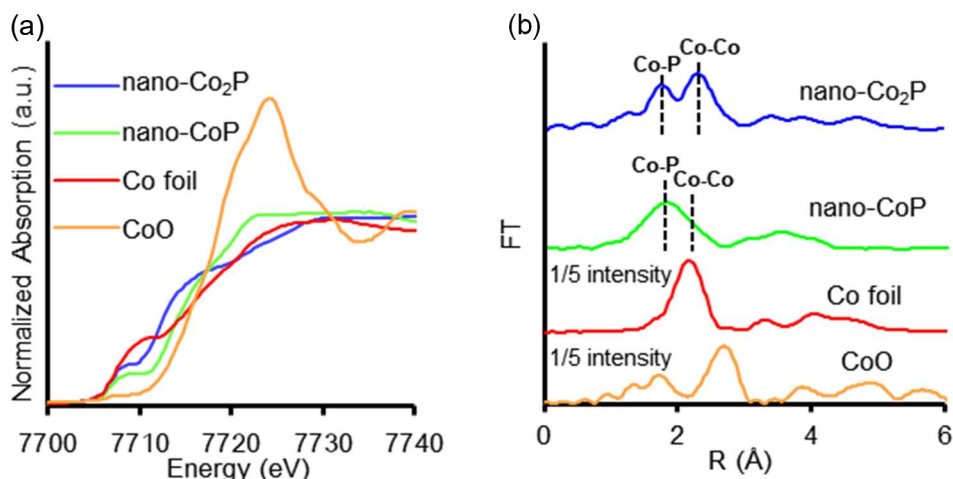 (a)
Normalized Absorption (a.u.)
nano-Co₂P
nano-CoP
Co foil
CoO
7700 7710 7720 7730 7740
Energy (eV)
(b)
Co-P Co-Co
nano-Co₂P
Co-P Co-Co
nano-CoP
FT
1/5 intensity
Co foil
1/5 intensity
CoO
0 2 4 6
R (Å)